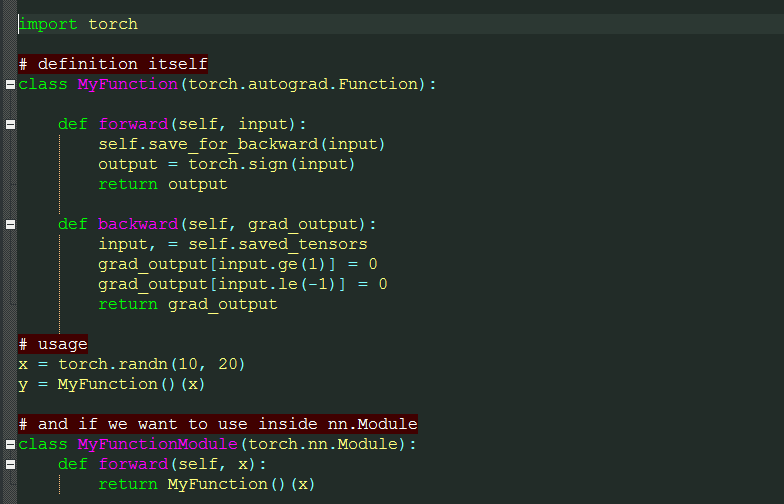 import torch
# definition itself
class MyFunction(torch.autograd.Function):
def forward(self, input):
self.save_for_backward(input)
output = torch.sign(input)
return output
def backward(self, grad_output):
input, = self.saved_tensors
grad_output[input.ge(1)] = 0
grad_output[input.le(-1)] = 0
return grad_output
# usage
x = torch.randn(10, 20)
y = MyFunction()(x)
# and if we want to use inside nn.Module
class MyFunctionModule(torch.nn.Module):
def forward(self, x):
return MyFunction()(x)